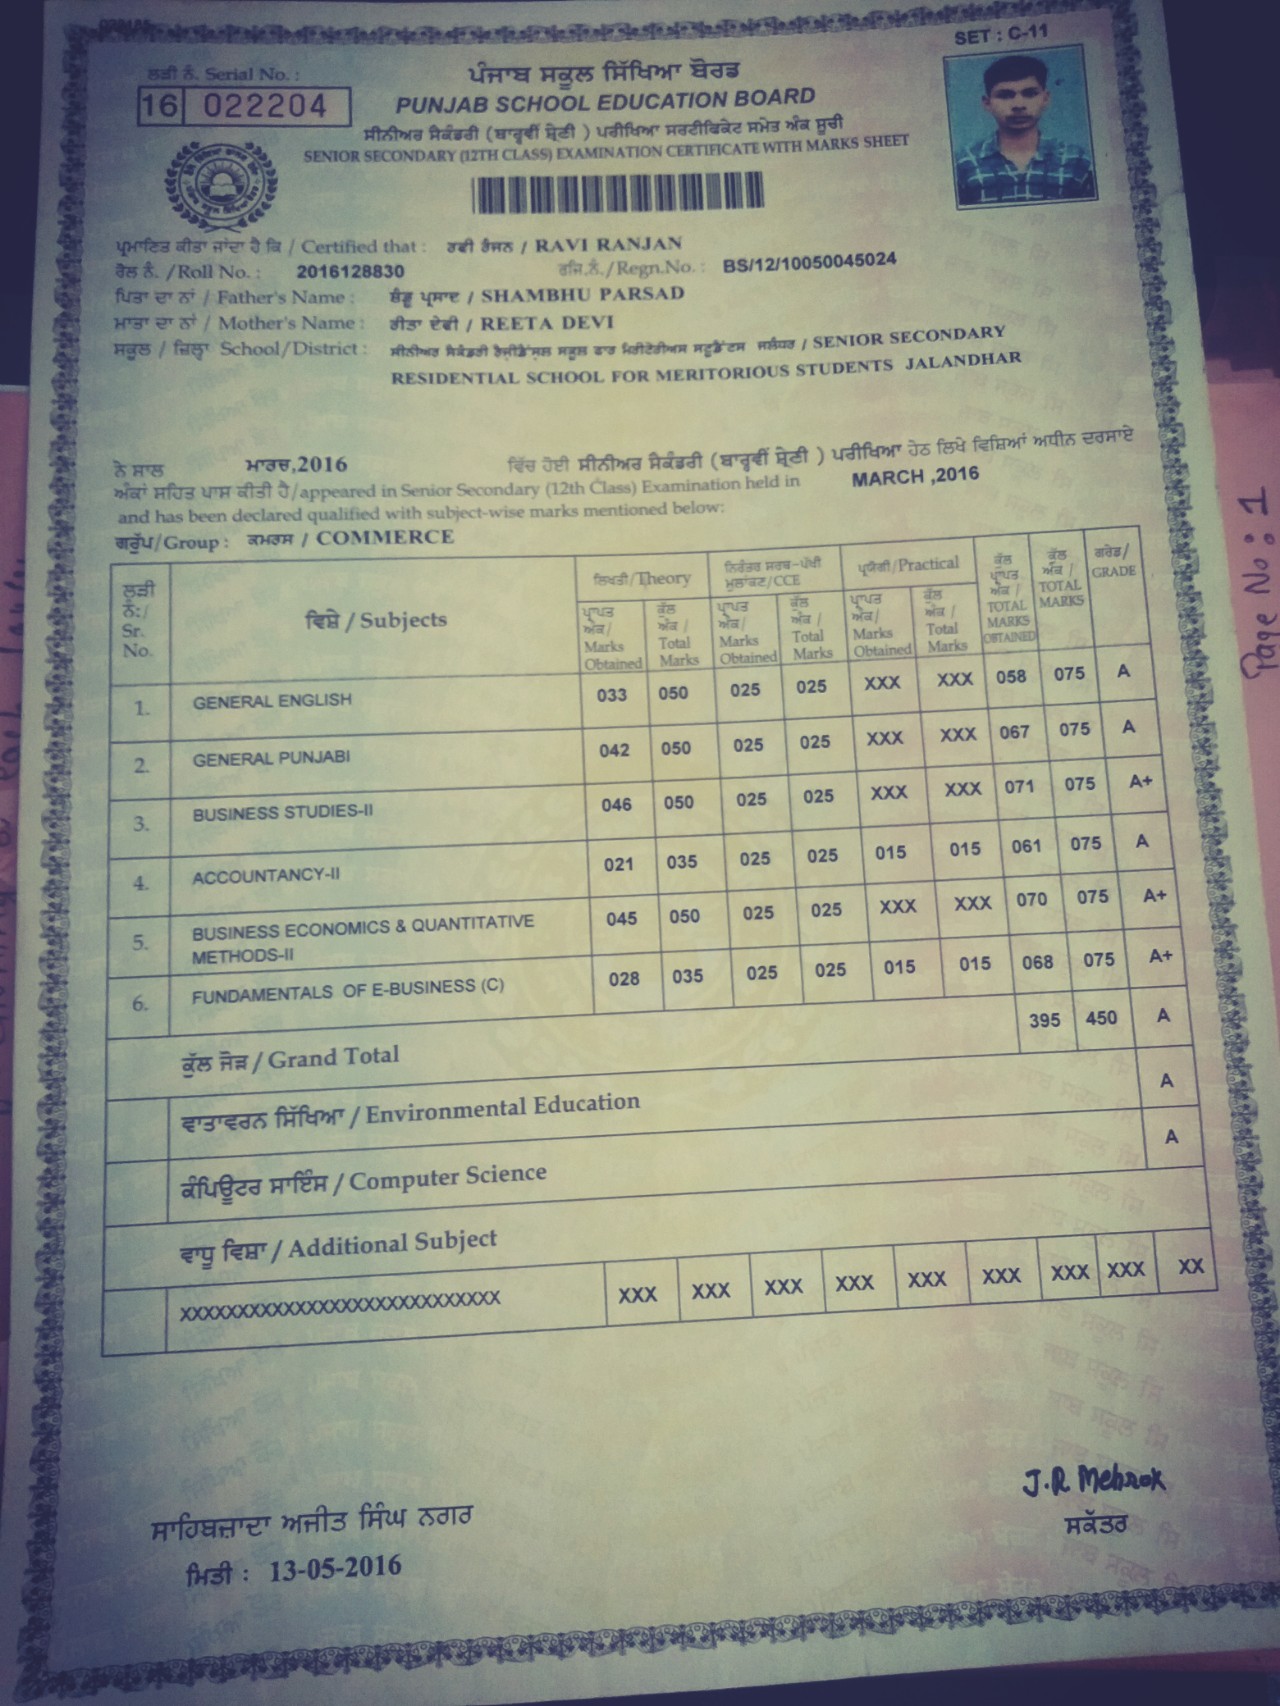 SET : C-11
ਲੜੀ ਨੰ. Serial No. :
16 022204
ਪੰਜਾਬ ਸਕੂਲ ਸਿੱਖਿਆ ਬੋਰਡ
PUNJAB SCHOOL EDUCATION BOARD
ਸੀਨੀਅਰ ਸੈਕੰਡਰੀ (ਬਾਰ੍ਹਵੀਂ ਸ਼੍ਰੇਣੀ ) ਪਰੀਖਿਆ ਸਰਟੀਫਿਕੇਟ ਸਮੇਤ ਅੰਕ ਸੂਚੀ
SENIOR SECONDARY (12TH CLASS) EXAMINATION CERTIFICATE WITH MARKS SHEET
ਪ੍ਰਮਾਣਿਤ ਕੀਤਾ ਜਾਂਦਾ ਹੈ ਕਿ / Certified that : ਰਵੀ ਰੰਜਨ / RAVI RANJAN
ਰੋਲ ਨੰ. /Roll No. : 2016128830 ਰਜਿ.ਨੰ./Regn.No. : BS/12/10050045024
ਪਿਤਾ ਦਾ ਨਾਂ / Father's Name : ਸ਼ੰਭੂ ਪ੍ਰਸਾਦ / SHAMBHU PARSAD
ਮਾਤਾ ਦਾ ਨਾਂ / Mother's Name : ਰੀਤਾ ਦੇਵੀ / REETA DEVI
ਸਕੂਲ / ਜ਼ਿਲ੍ਹਾ School/District : ਸੀਨੀਅਰ ਸੈਕੰਡਰੀ ਰੈਜ਼ੀਡੈਂਸ਼ਲ ਸਕੂਲ ਫਾਰ ਮੈਰੀਟੋਰੀਅਸ ਸਟੂਡੈਂਟਸ ਜਲੰਧਰ / SENIOR SECONDARY
RESIDENTIAL SCHOOL FOR MERITORIOUS STUDENTS JALANDHAR
ਨੇ ਸਾਲ ਮਾਰਚ,2016 ਵਿੱਚ ਹੋਈ ਸੀਨੀਅਰ ਸੈਕੰਡਰੀ (ਬਾਰ੍ਹਵੀਂ ਸ਼੍ਰੇਣੀ ) ਪਰੀਖਿਆ ਹੇਠ ਲਿਖੇ ਵਿਸ਼ਿਆਂ ਅਧੀਨ ਦਰਸਾਏ
ਅੰਕਾਂ ਸਹਿਤ ਪਾਸ ਕੀਤੀ ਹੈ/appeared in Senior Secondary (12th Class) Examination held in MARCH ,2016
and has been declared qualified with subject-wise marks mentioned below:
ਗਰੁੱਪ/Group : ਕਮਰਸ / COMMERCE
ਲੜੀ ਨੰ:/ Sr. No. ਵਿਸ਼ੇ / Subjects ਲਿਖਤੀ/Theory ਨਿਰੰਤਰ ਸਰਬ-ਪੱਖੀ ਮੁਲਾਂਕਣ/CCE ਪ੍ਰਯੋਗੀ/Practical ਕੁੱਲ ਪ੍ਰਾਪਤ ਅੰਕ / TOTAL MARKS OBTAINED ਕੁੱਲ ਅੰਕ / TOTAL MARKS ਗਰੇਡ/ GRADE
ਪ੍ਰਾਪਤ ਅੰਕ/ Marks Obtained ਕੁੱਲ ਅੰਕ / Total Marks ਪ੍ਰਾਪਤ ਅੰਕ/ Marks Obtained ਕੁੱਲ ਅੰਕ / Total Marks ਪ੍ਰਾਪਤ ਅੰਕ/ Marks Obtained ਕੁੱਲ ਅੰਕ / Total Marks
1. GENERAL ENGLISH 033 050 025 025 XXX XXX 058 075 A
2. GENERAL PUNJABI 042 050 025 025 XXX XXX 067 075 A
3. BUSINESS STUDIES-II 046 050 025 025 XXX XXX 071 075 A+
4. ACCOUNTANCY-II 021 035 025 025 015 015 061 075 A
5. BUSINESS ECONOMICS & QUANTITATIVE METHODS-II 045 050 025 025 XXX XXX 070 075 A+
6. FUNDAMENTALS OF E-BUSINESS (C) 028 035 025 025 015 015 068 075 A+
ਕੁੱਲ ਜੋੜ / Grand Total 395 450 A
ਵਾਤਾਵਰਨ ਸਿੱਖਿਆ / Environmental Education A
ਕੰਪਿਊਟਰ ਸਾਇੰਸ / Computer Science A
ਵਾਧੂ ਵਿਸ਼ਾ / Additional Subject
XXXXXXXXXXXXXXXXXXXXXXXXXXXX XXX XXX XXX XXX XXX XXX XXX XXX XX
J.R Mehrok
ਸਾਹਿਬਜ਼ਾਦਾ ਅਜੀਤ ਸਿੰਘ ਨਗਰ ਸਕੱਤਰ
ਮਿਤੀ : 13-05-2016
Page No : 1